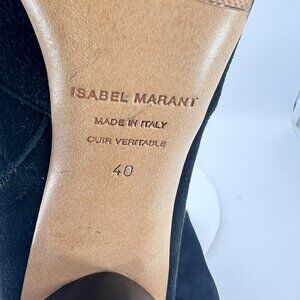 ISABEL MARANT
MADE IN ITALY
CUIR VERITABLE
40